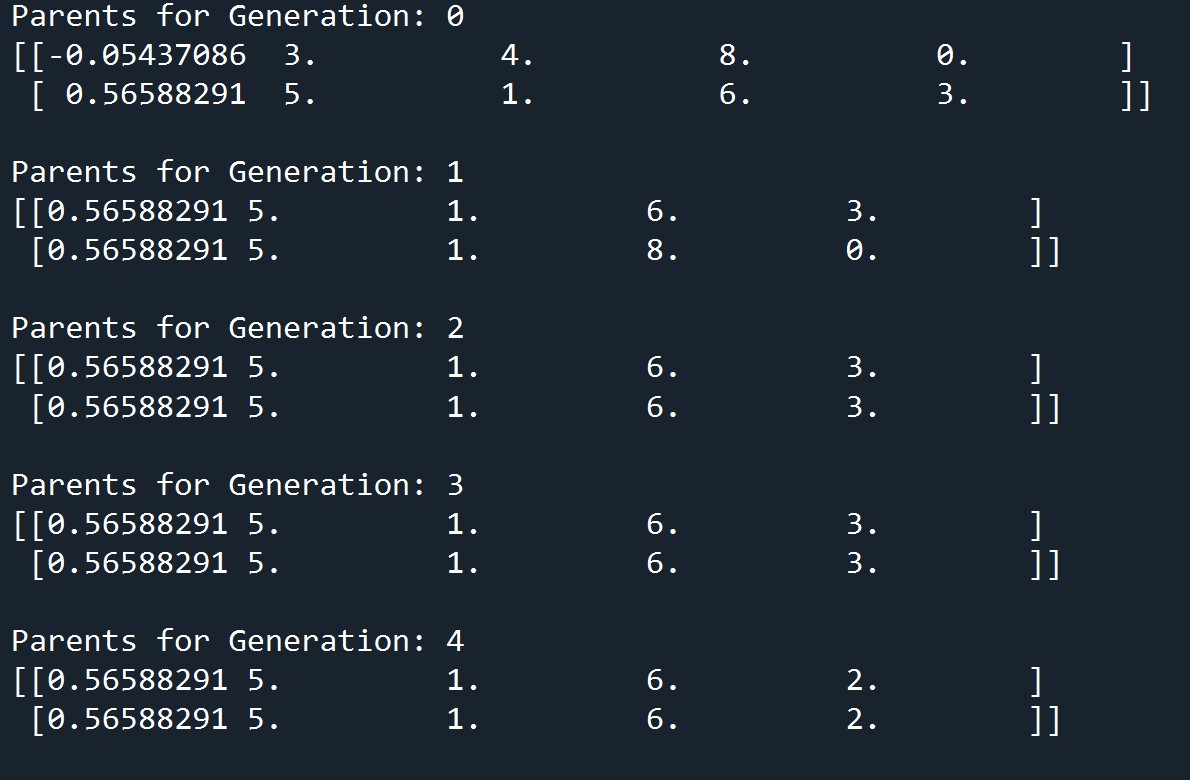 Parents for Generation: 0
[[-0.05437086  3.          4.          8.          0.        ]
 [ 0.56588291  5.          1.          6.          3.        ]]
Parents for Generation: 1
[[0.56588291 5.         1.         6.         3.        ]
 [0.56588291 5.         1.         8.         0.        ]]
Parents for Generation: 2
[[0.56588291 5.         1.         6.         3.        ]
 [0.56588291 5.         1.         6.         3.        ]]
Parents for Generation: 3
[[0.56588291 5.         1.         6.         3.        ]
 [0.56588291 5.         1.         6.         3.        ]]
Parents for Generation: 4
[[0.56588291 5.         1.         6.         2.        ]
 [0.56588291 5.         1.         6.         2.        ]]